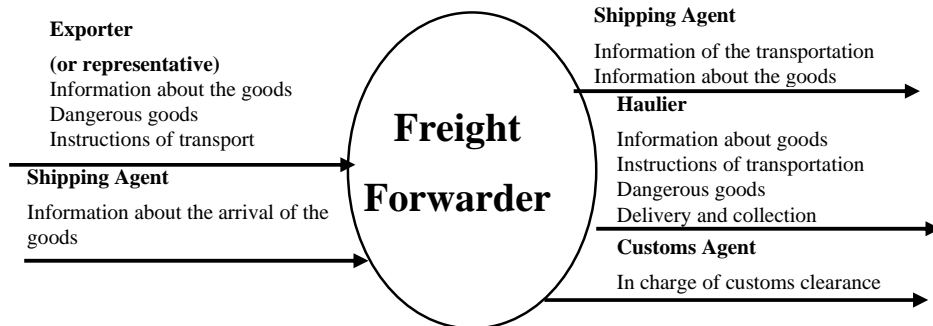 Exporter
(or representative)
Information about the goods
Dangerous goods
Instructions of transport
Shipping Agent
Information about the arrival of the
goods
Freight
Forwarder
Shipping Agent
Information of the transportation
Information about the goods
Haulier
Information about goods
Instructions of transportation
Dangerous goods
Delivery and collection
Customs Agent
In charge of customs clearance